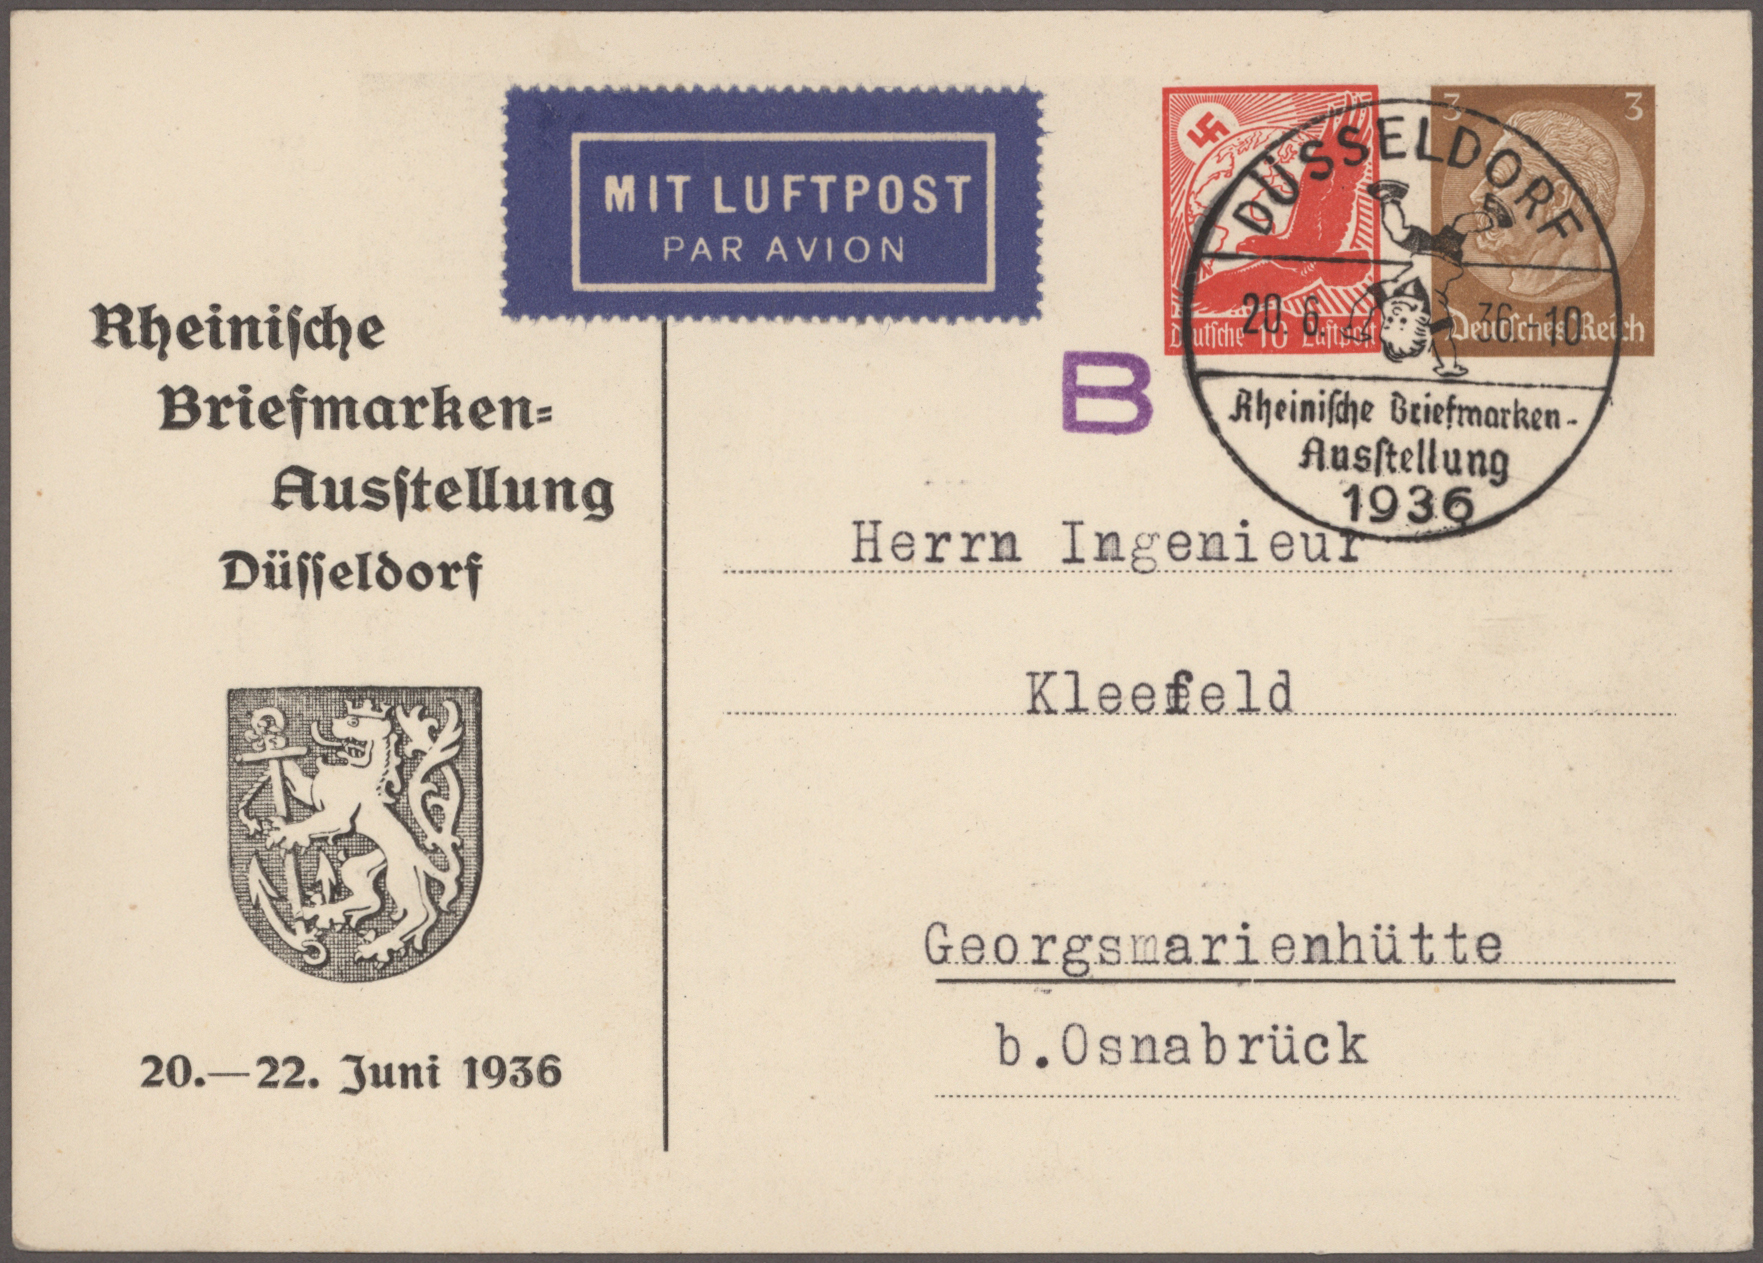 MIT LUFTPOST
PAR AVION
3 3
Deutsche 10 Luftpost
Deutsches Reich
DÜSSELDORF
20. 6. 36.-10
Rheinische Briefmarken-
Ausstellung
1936
B
Rheinische
Briefmarken-
Ausstellung
Düsseldorf
20.—22. Juni 1936
Herrn Ingenieur
Kleefeld
Georgsmarienhütte
b.Osnabrück